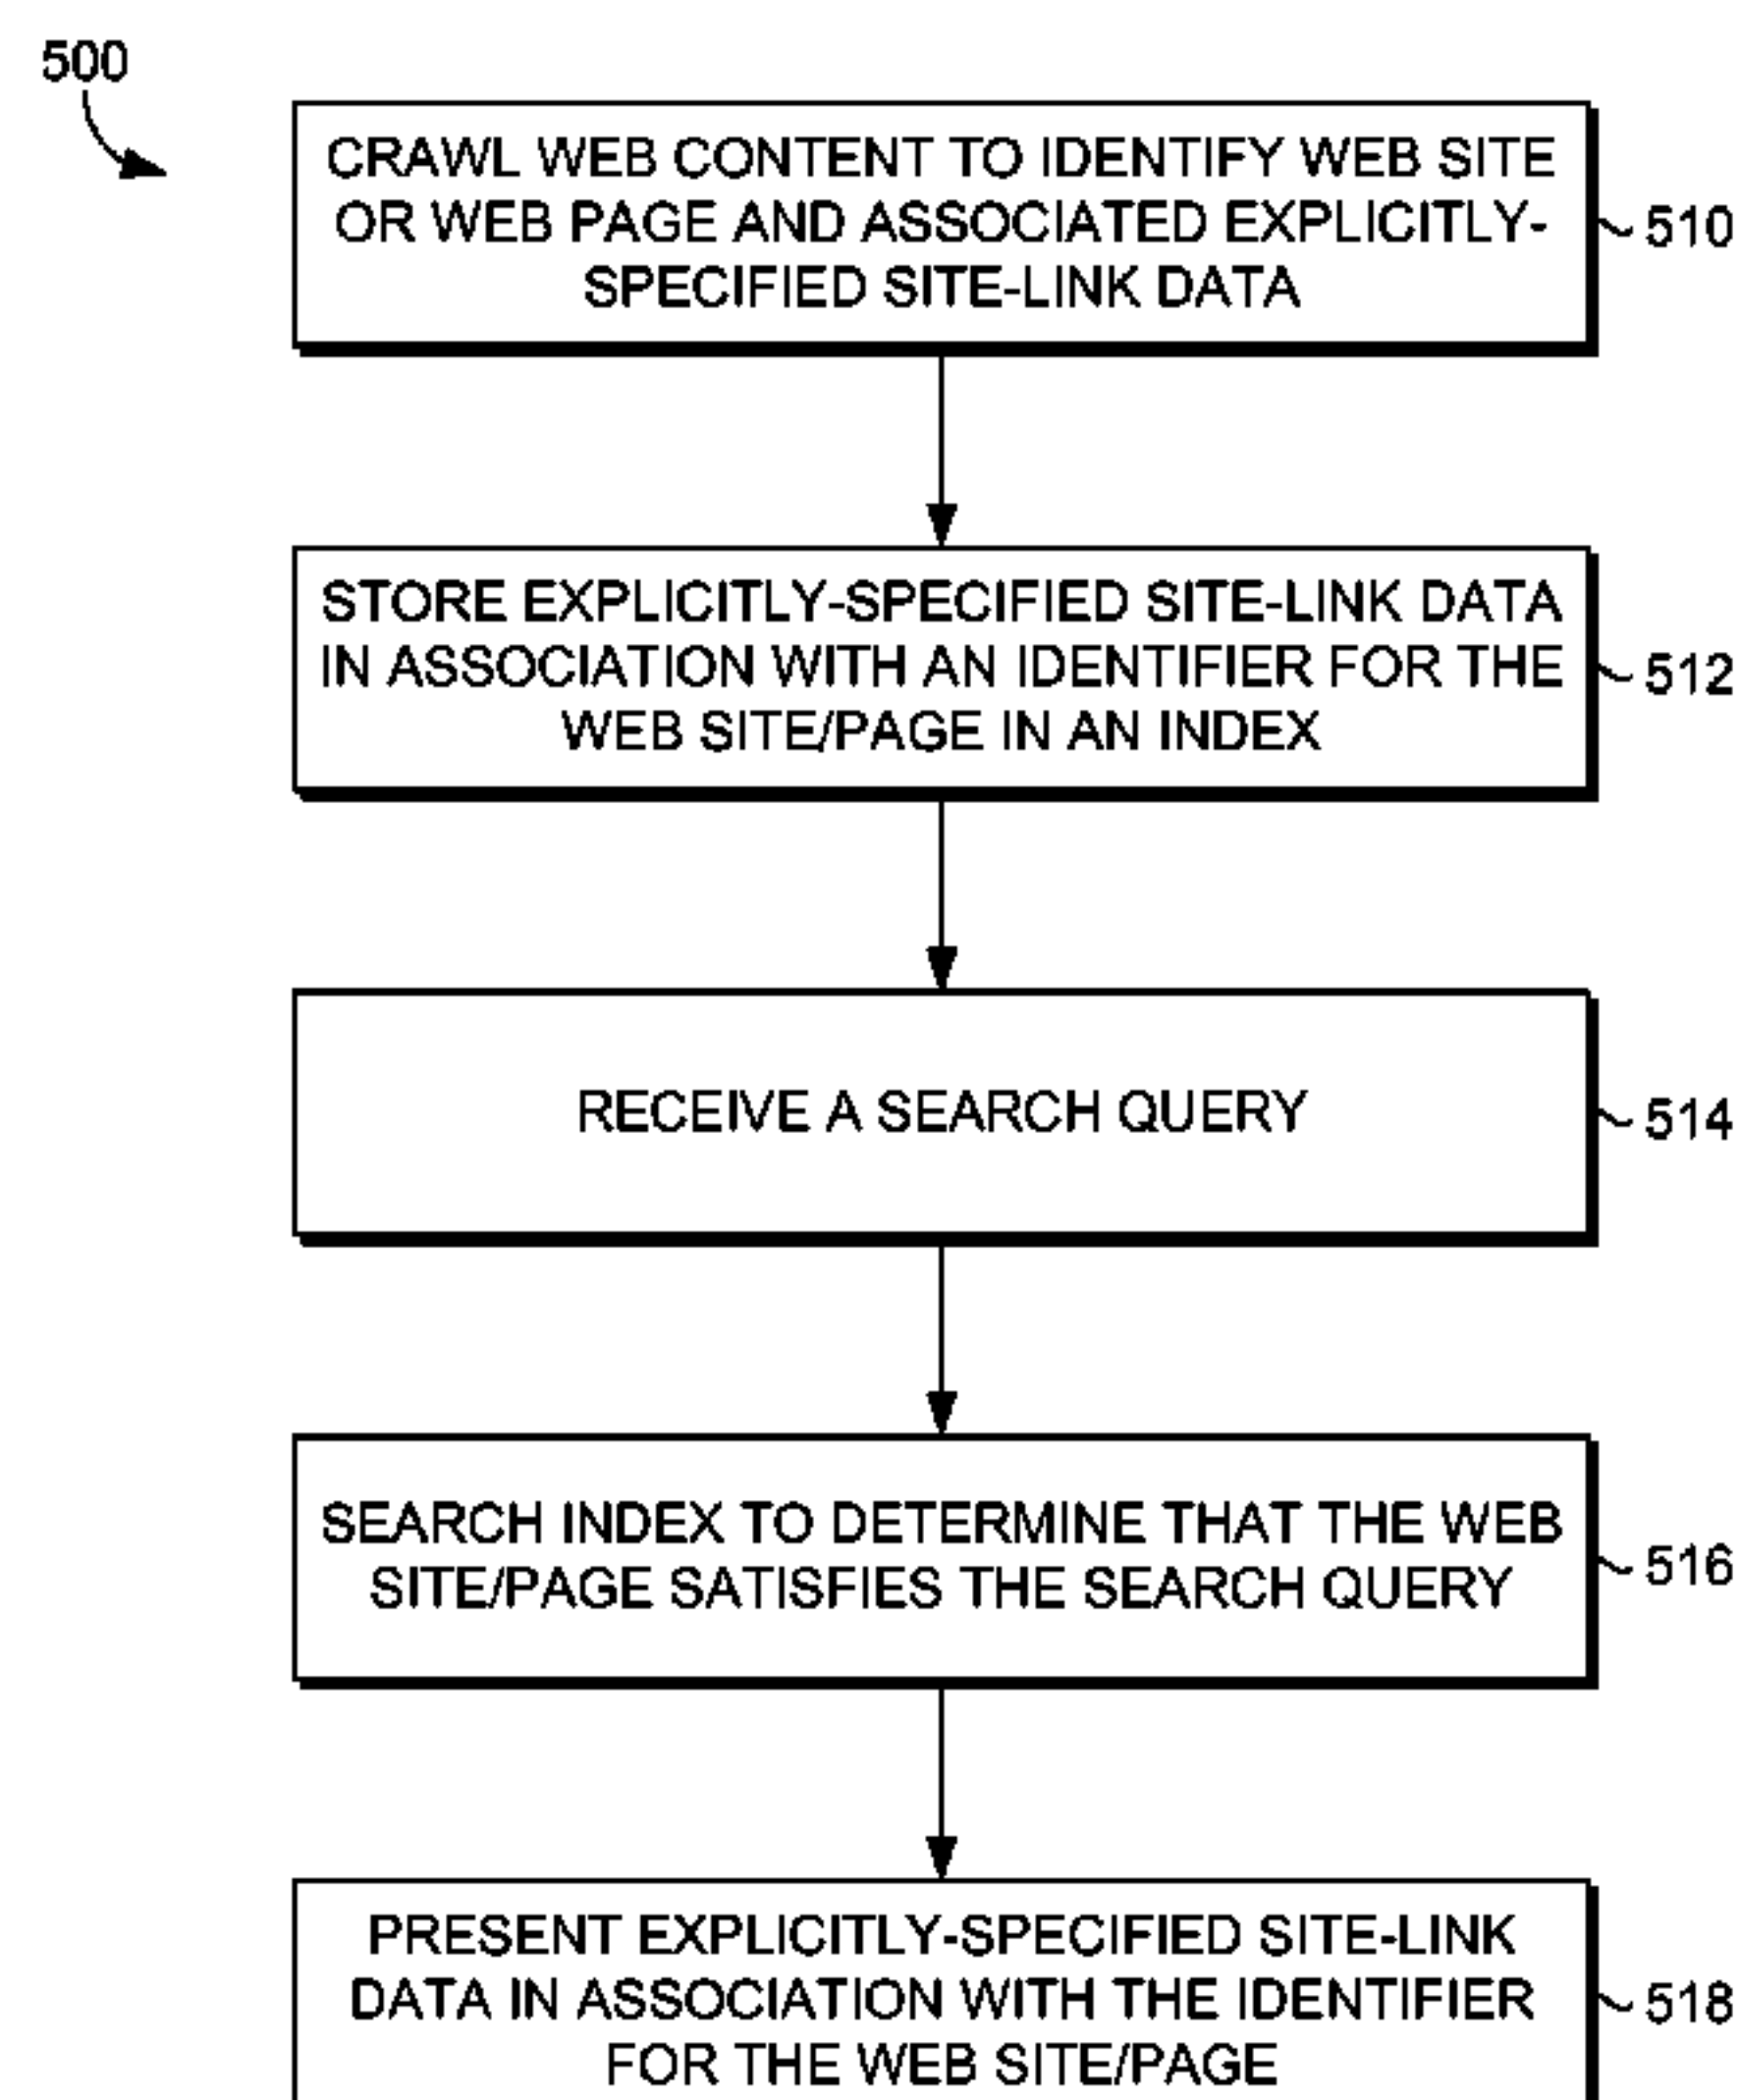 500
CRAWL WEB CONTENT TO IDENTIFY WEB SITE
OR WEB PAGE AND ASSOCIATED EXPLICITLY-
SPECIFIED SITE-LINK DATA
510
STORE EXPLICITLY-SPECIFIED SITE-LINK DATA
IN ASSOCIATION WITH AN IDENTIFIER FOR THE
WEB SITE/PAGE IN AN INDEX
512
RECEIVE A SEARCH QUERY
514
SEARCH INDEX TO DETERMINE THAT THE WEB
SITE/PAGE SATISFIES THE SEARCH QUERY
516
PRESENT EXPLICITLY-SPECIFIED SITE-LINK
DATA IN ASSOCIATION WITH THE IDENTIFIER
FOR THE WEB SITE/PAGE
518